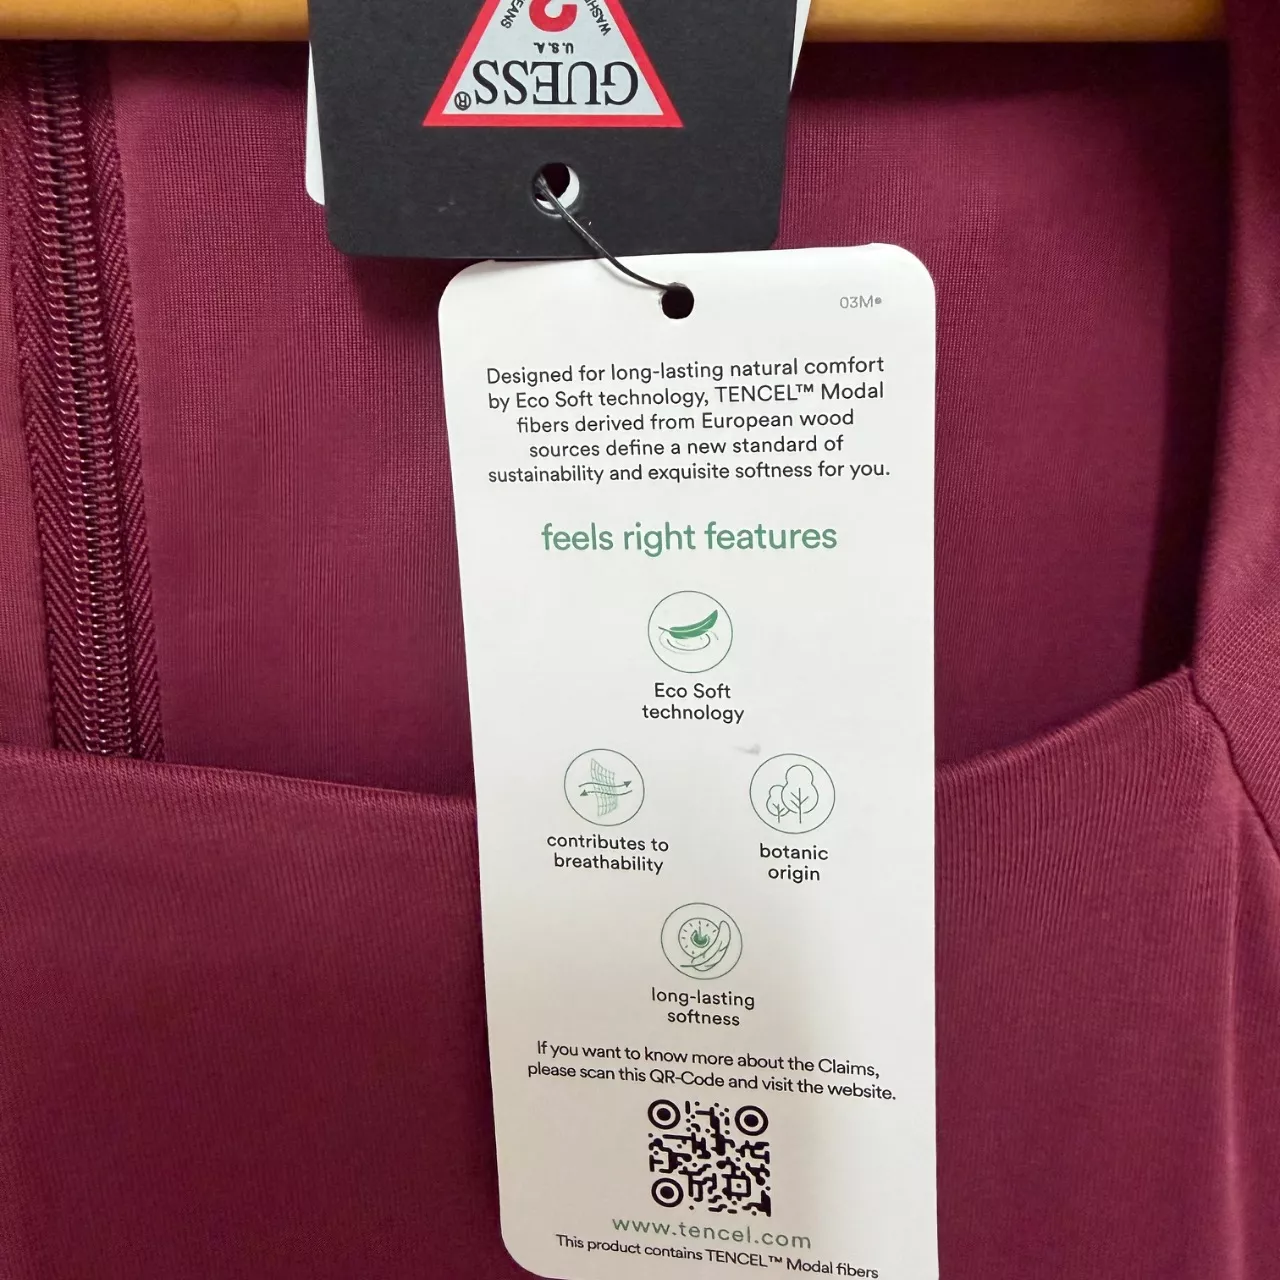 JEANS
?
WASH
U.S.A.
GUESS®
03M
Designed for long-lasting natural comfort
by Eco Soft technology, TENCEL™ Modal
fibers derived from European wood
sources define a new standard of
sustainability and exquisite softness for you.
feels right features
Eco Soft
technology
contributes to
breathability
botanic
origin
long-lasting
softness
If you want to know more about the Claims,
please scan this QR-Code and visit the website.
www.tencel.com
This product contains TENCEL™ Modal fibers